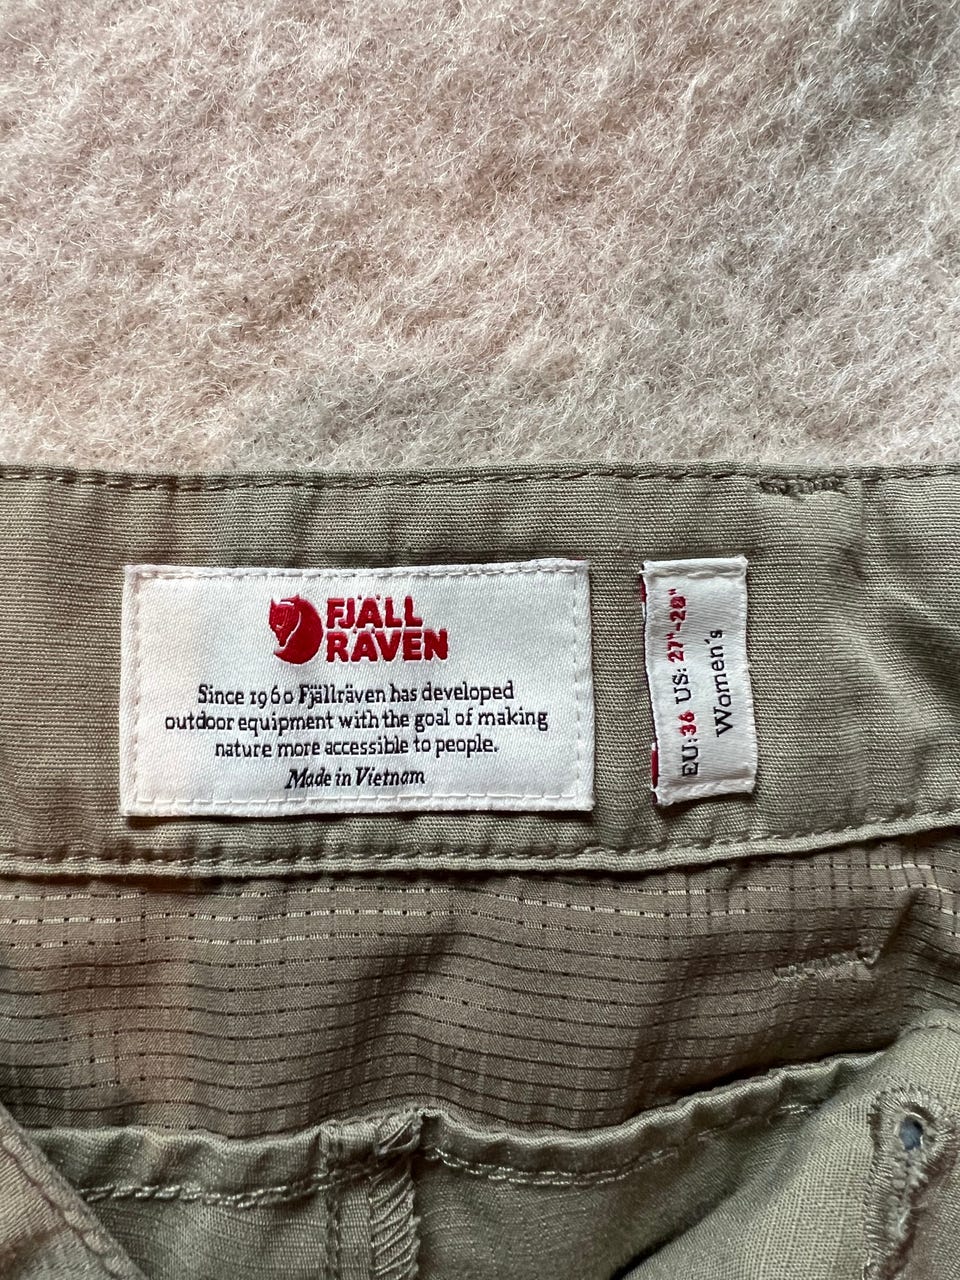 FJÄLL
RÄVEN
Since 1960 Fjällräven has developed
outdoor equipment with the goal of making
nature more accessible to people.
Made in Vietnam
EU: 36 US: 27"-28"
Women's